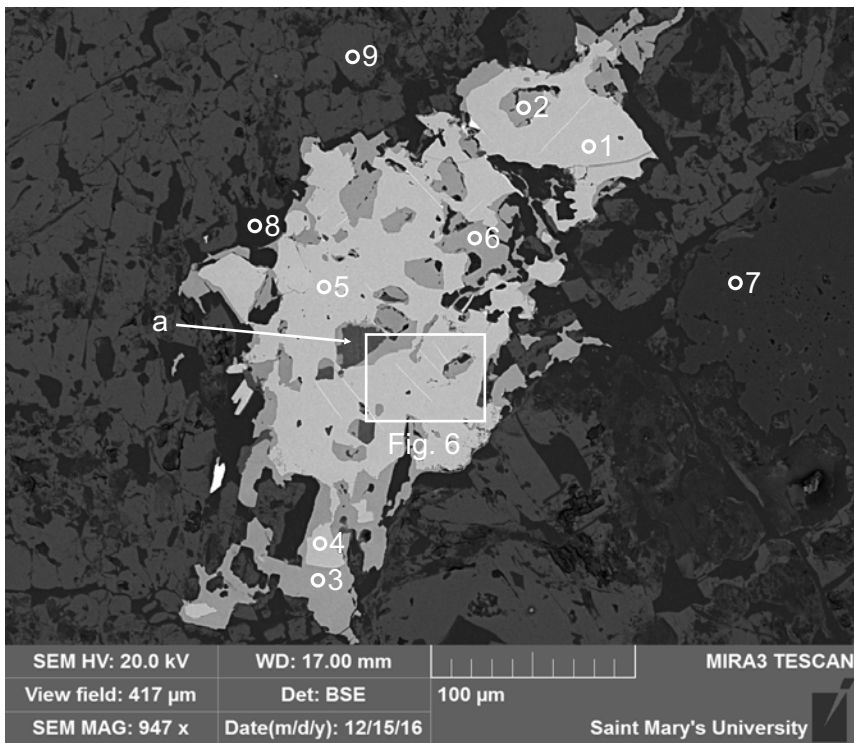 9
2
1
8
6
7
5
a
Fig. 6
4
3
SEM HV: 20.0 kV
WD: 17.00 mm
MIRA3 TESCAN
View field: 417 µm
Det: BSE
100 µm
SEM MAG: 947 x
Date(m/d/y): 12/15/16
Saint Mary's University